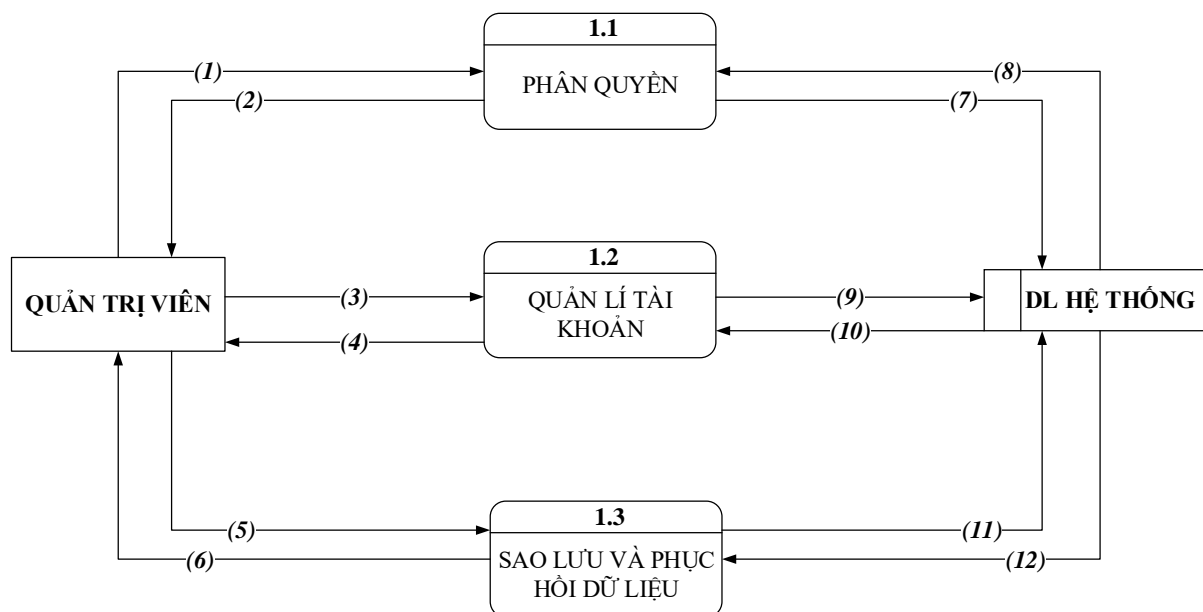 1.1
(1)
PHÂN QUYỀN
(8)
(2)
(7)
1.2
QUẢN TRỊ VIÊN
(3)
QUẢN LÍ TÀI
KHOẢN
(9)
DL HỆ THỐNG
(4)
(10)
1.3
(5)
(11)
(6)
SAO LƯU VÀ PHỤC
HỒI DỮ LIỆU
(12)